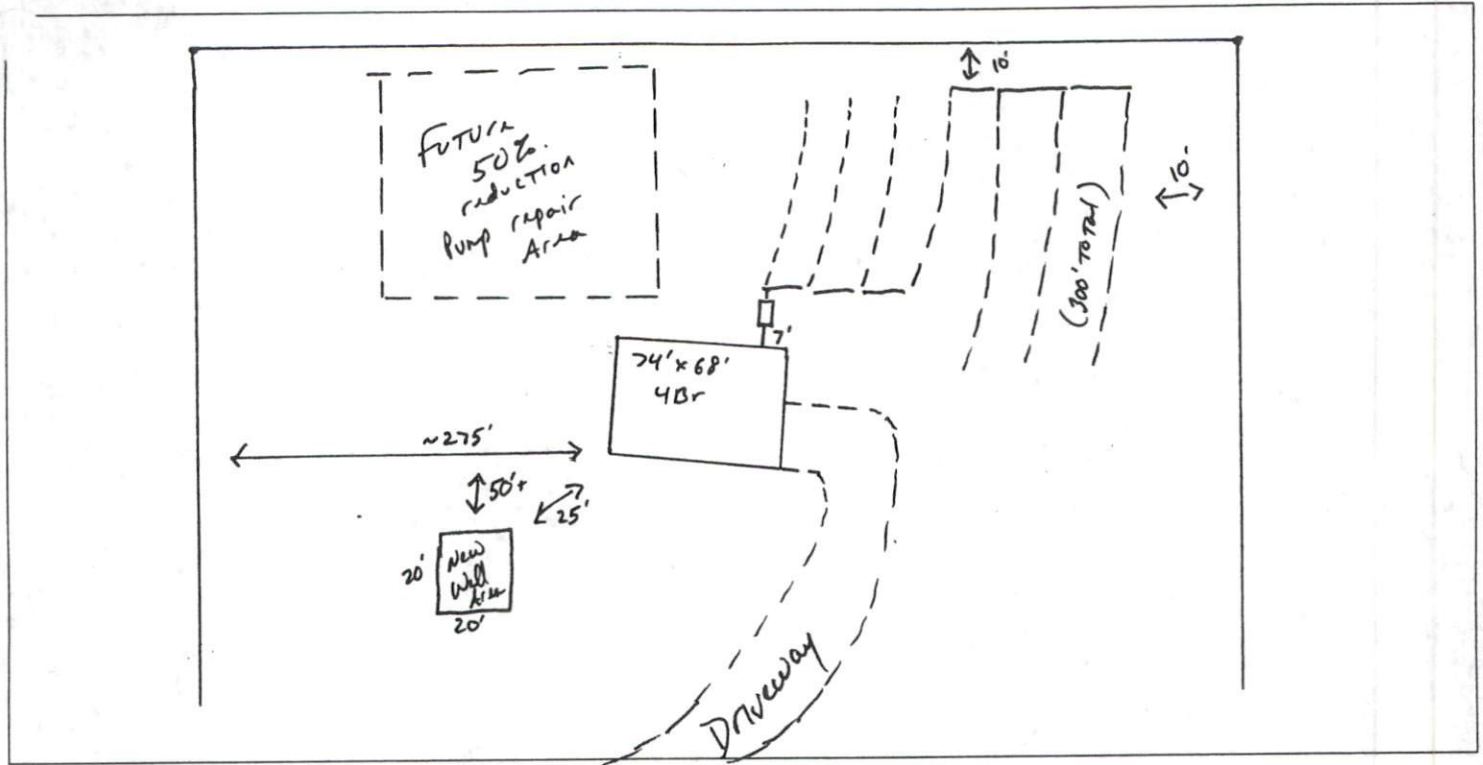 10'
Future
50%.
reduction
Pump repair
Area
10'
(300' Total)
7'
74' x 68'
4Br
~275'
50'+
25'
20'
New
Well
Area
20'
Driveway